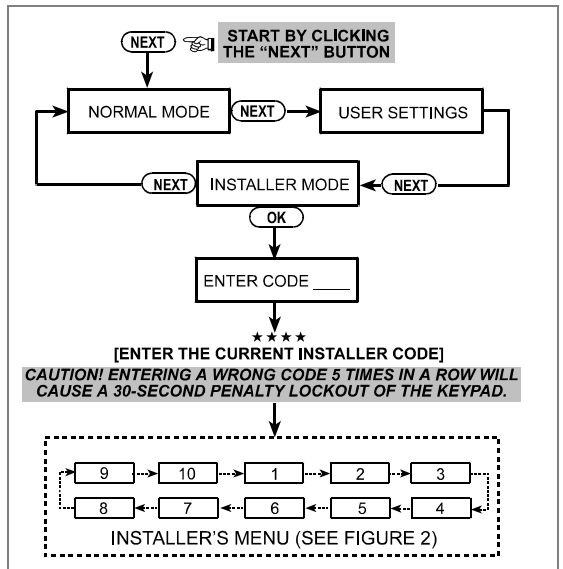 NEXT
START BY CLICKING
THE “NEXT” BUTTON
NORMAL MODE
NEXT
USER SETTINGS
NEXT
INSTALLER MODE
NEXT
OK
ENTER CODE ____
★★★★
[ENTER THE CURRENT INSTALLER CODE]
CAUTION! ENTERING A WRONG CODE 5 TIMES IN A ROW WILL
CAUSE A 30-SECOND PENALTY LOCKOUT OF THE KEYPAD.
9 10 1 2 3
8 7 6 5 4
INSTALLER'S MENU (SEE FIGURE 2)